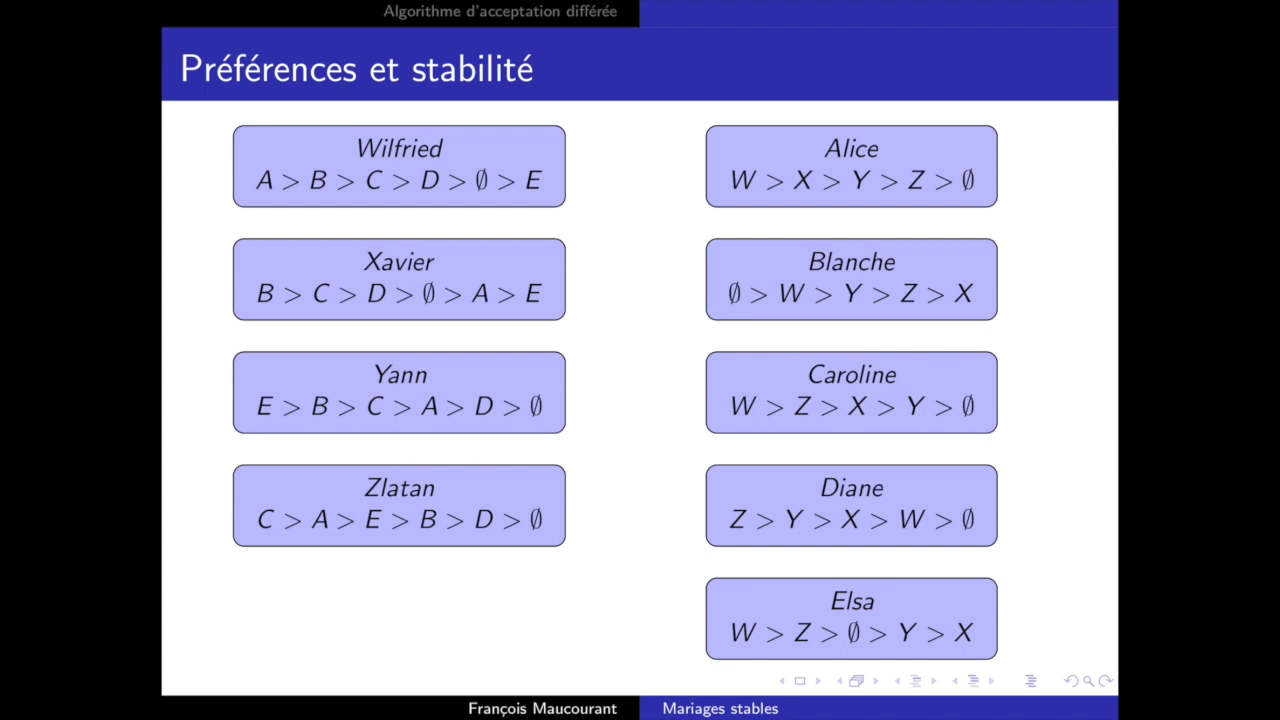 Algorithme d'acceptation différée
Préférences et stabilité
Wilfried
A > B > C > D > ∅ > E
Xavier
B > C > D > ∅ > A > E
Yann
E > B > C > A > D > ∅
Zlatan
C > A > E > B > D > ∅
Alice
W > X > Y > Z > ∅
Blanche
∅ > W > Y > Z > X
Caroline
W > Z > X > Y > ∅
Diane
Z > Y > X > W > ∅
Elsa
W > Z > ∅ > Y > X
François Maucourant
Mariages stables